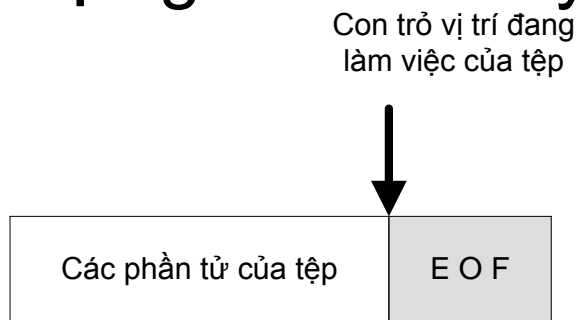 Con trỏ vị trí đang
làm việc của tệp
Các phần tử của tệp
E O F